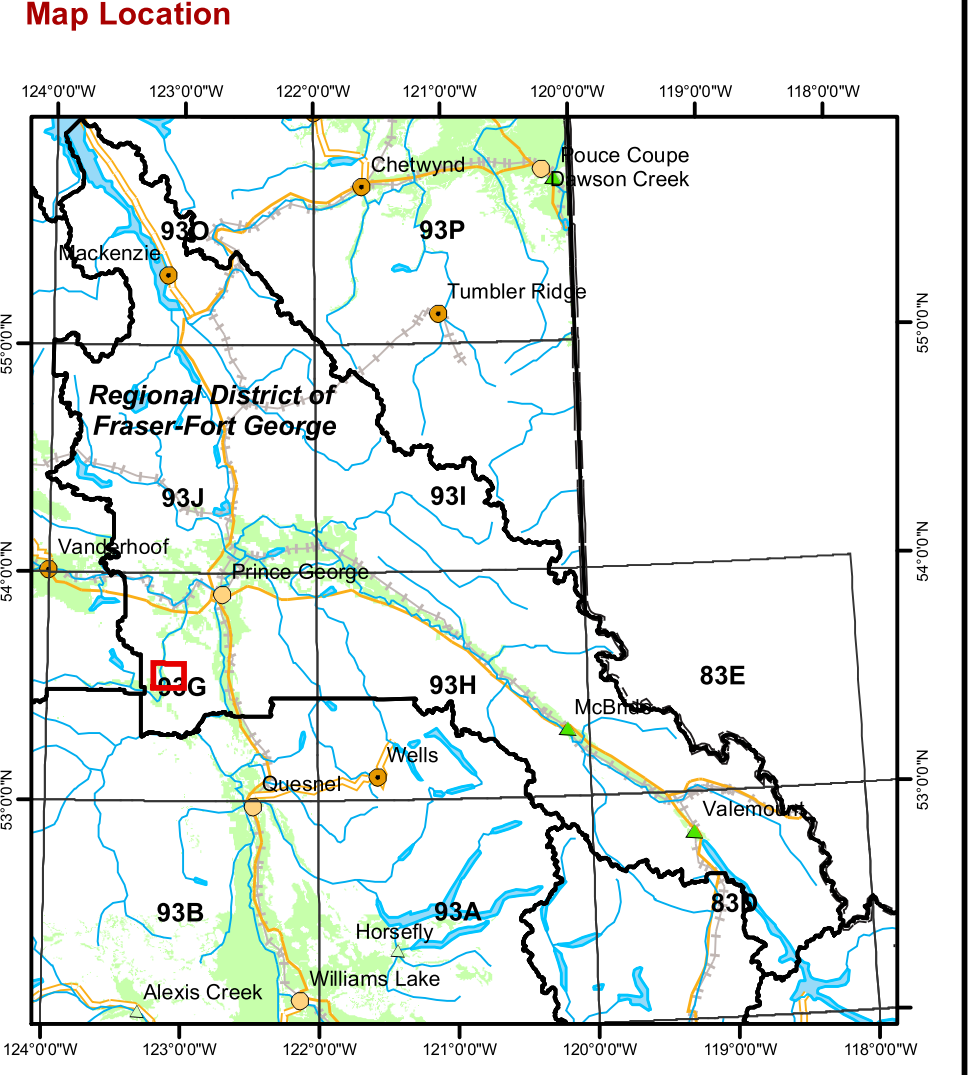 Map Location
124°0'0"W 123°0'0"W 122°0'0"W 121°0'0"W 120°0'0"W 119°0'0"W 118°0'0"W
Pouce Coupe
Chetwynd
Dawson Creek
93O
93P
Mackenzie
Tumbler Ridge
55°0'0"N
55°0'0"N
Regional District of
Fraser-Fort George
93J
93I
Vanderhoof
54°0'0"N
54°0'0"N
Prince George
93G
93H
83E
McBride
Wells
Quesnel
53°0'0"N
53°0'0"N
Valemount
93B
93A
83D
Horsefly
Williams Lake
Alexis Creek
124°0'0"W 123°0'0"W 122°0'0"W 121°0'0"W 120°0'0"W 119°0'0"W 118°0'0"W